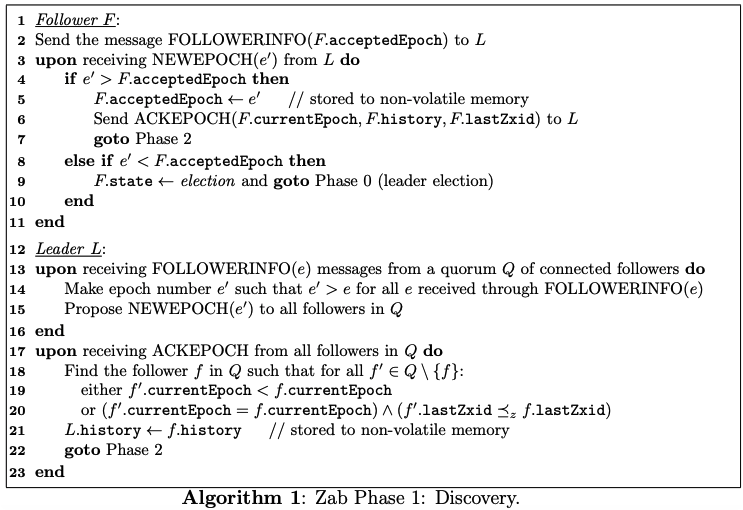 1 Follower F:
2 Send the message FOLLOWERINFO(F.acceptedEpoch) to L
3 upon receiving NEWEPOCH(e′) from L do
4 if e′ > F.acceptedEpoch then
5 F.acceptedEpoch ← e′ // stored to non-volatile memory
6 Send ACKEPOCH(F.currentEpoch, F.history, F.lastZxid) to L
7 goto Phase 2
8 else if e′ < F.acceptedEpoch then
9 F.state ← election and goto Phase 0 (leader election)
10 end
11 end
12 Leader L:
13 upon receiving FOLLOWERINFO(e) messages from a quorum Q of connected followers do
14 Make epoch number e′ such that e′ > e for all e received through FOLLOWERINFO(e)
15 Propose NEWEPOCH(e′) to all followers in Q
16 end
17 upon receiving ACKEPOCH from all followers in Q do
18 Find the follower f in Q such that for all f′ ∈ Q \ {f}:
19 either f′.currentEpoch < f.currentEpoch
20 or (f′.currentEpoch = f.currentEpoch) ∧ (f′.lastZxid ⪯z f.lastZxid)
21 L.history ← f.history // stored to non-volatile memory
22 goto Phase 2
23 end
Algorithm 1: Zab Phase 1: Discovery.